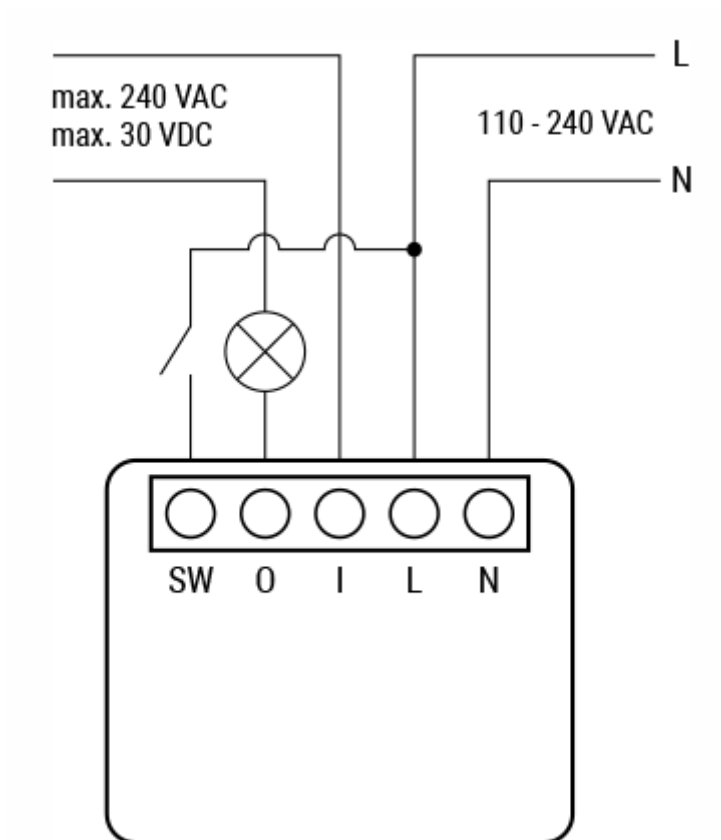 L
max. 240 VAC
max. 30 VDC
110 - 240 VAC
N
SW O I L N